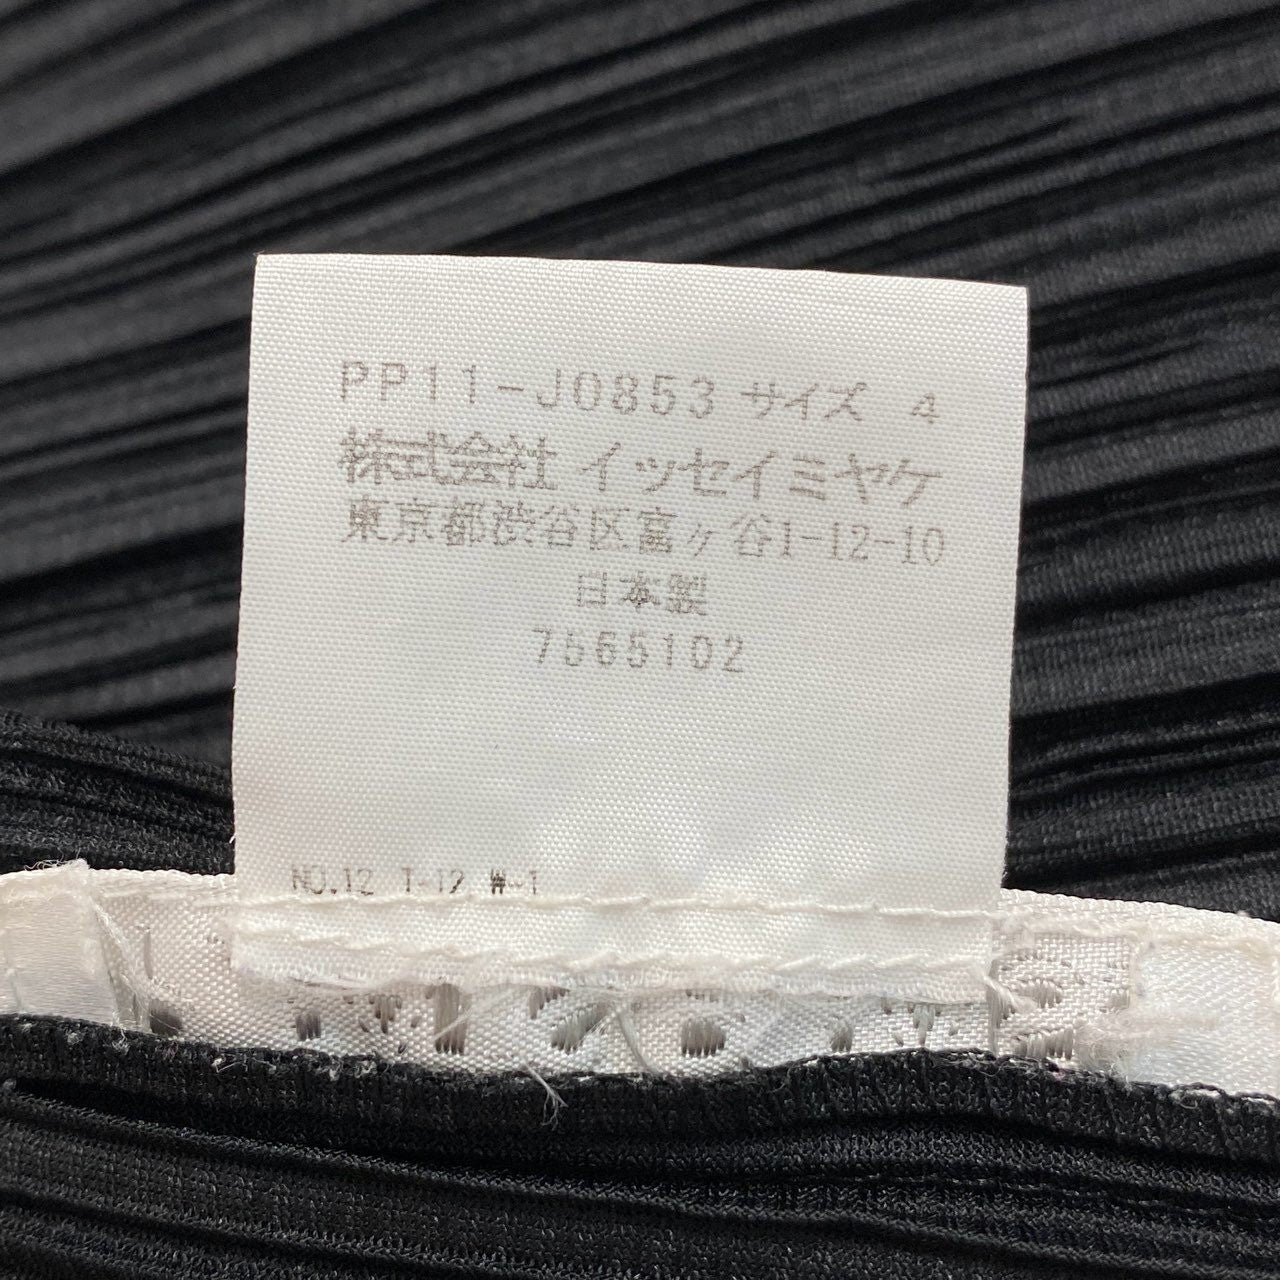 PP11-J0853 サイズ 4
株式会社 イッセイミヤケ
東京都渋谷区富ヶ谷1-12-10
日本製
7565102
NO.12 T-12 W-1